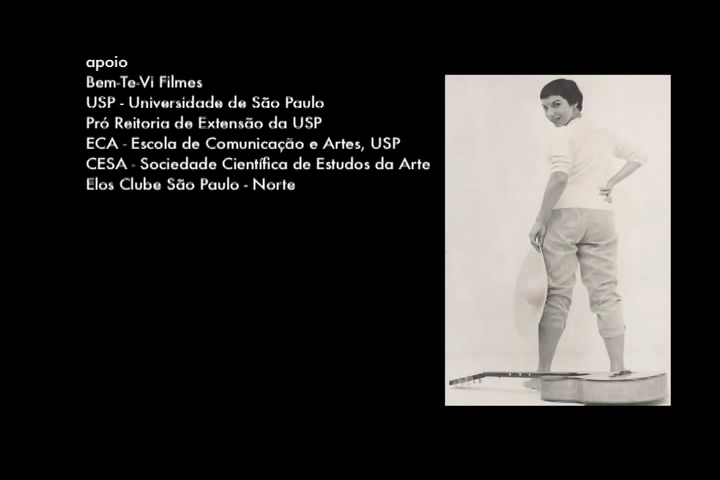 apoio
Bem-Te-Vi Filmes
USP - Universidade de São Paulo
Pró Reitoria de Extensão da USP
ECA - Escola de Comunicação e Artes, USP
CESA - Sociedade Científica de Estudos da Arte
Elos Clube São Paulo - Norte